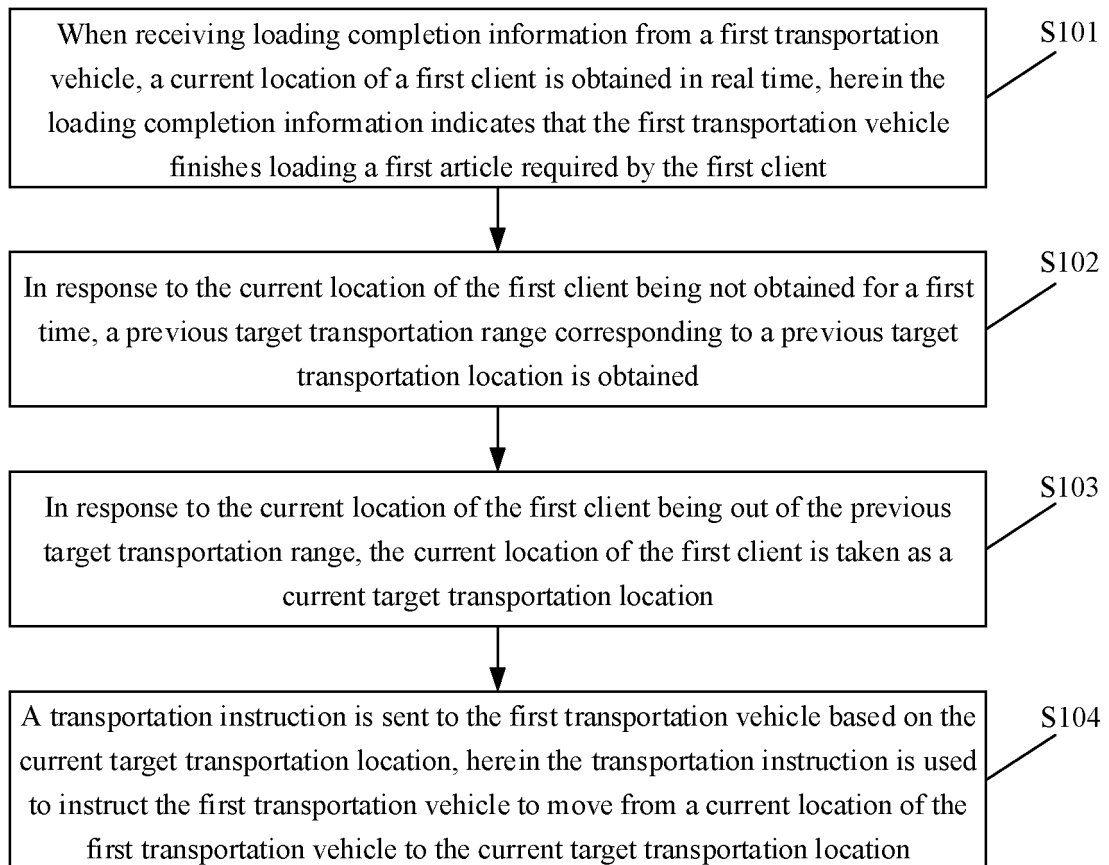 When receiving loading completion information from a first transportation
vehicle, a current location of a first client is obtained in real time, herein the
loading completion information indicates that the first transportation vehicle
finishes loading a first article required by the first client
S101
In response to the current location of the first client being not obtained for a first
time, a previous target transportation range corresponding to a previous target
transportation location is obtained
S102
In response to the current location of the first client being out of the previous
target transportation range, the current location of the first client is taken as a
current target transportation location
S103
A transportation instruction is sent to the first transportation vehicle based on the
current target transportation location, herein the transportation instruction is used
to instruct the first transportation vehicle to move from a current location of the
first transportation vehicle to the current target transportation location
S104